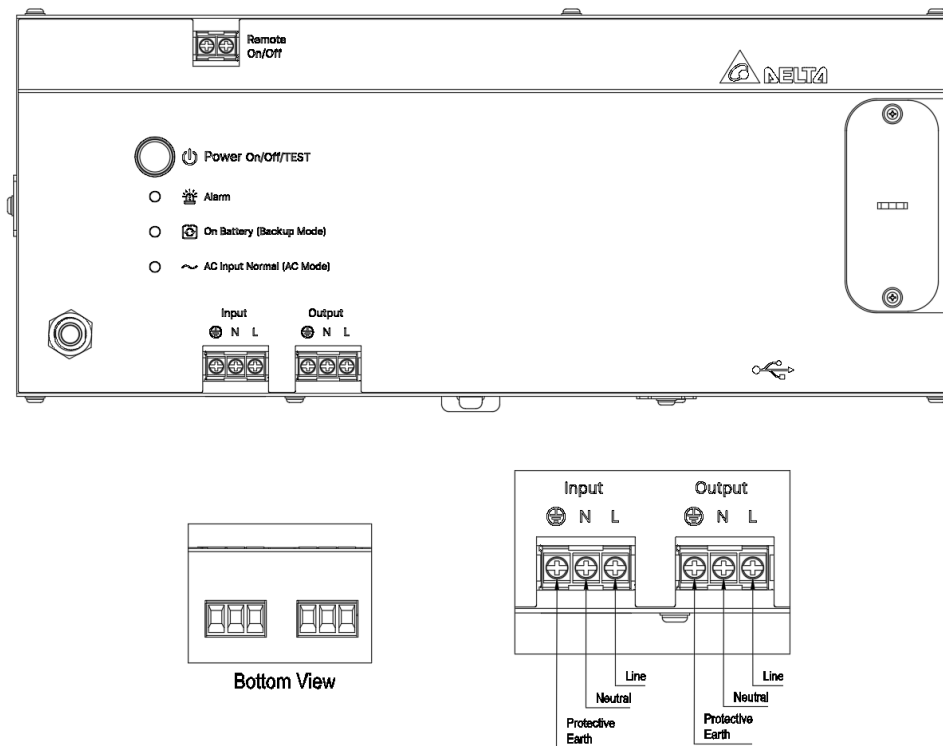 Remote
On/Off
DELTA
Power On/Off/TEST
Alarm
On Battery (Backup Mode)
AC Input Normal (AC Mode)
Input Output
N L N L
Input Output
N L N L
Line Line
Neutral Neutral
Protective Protective
Earth Earth
Bottom View